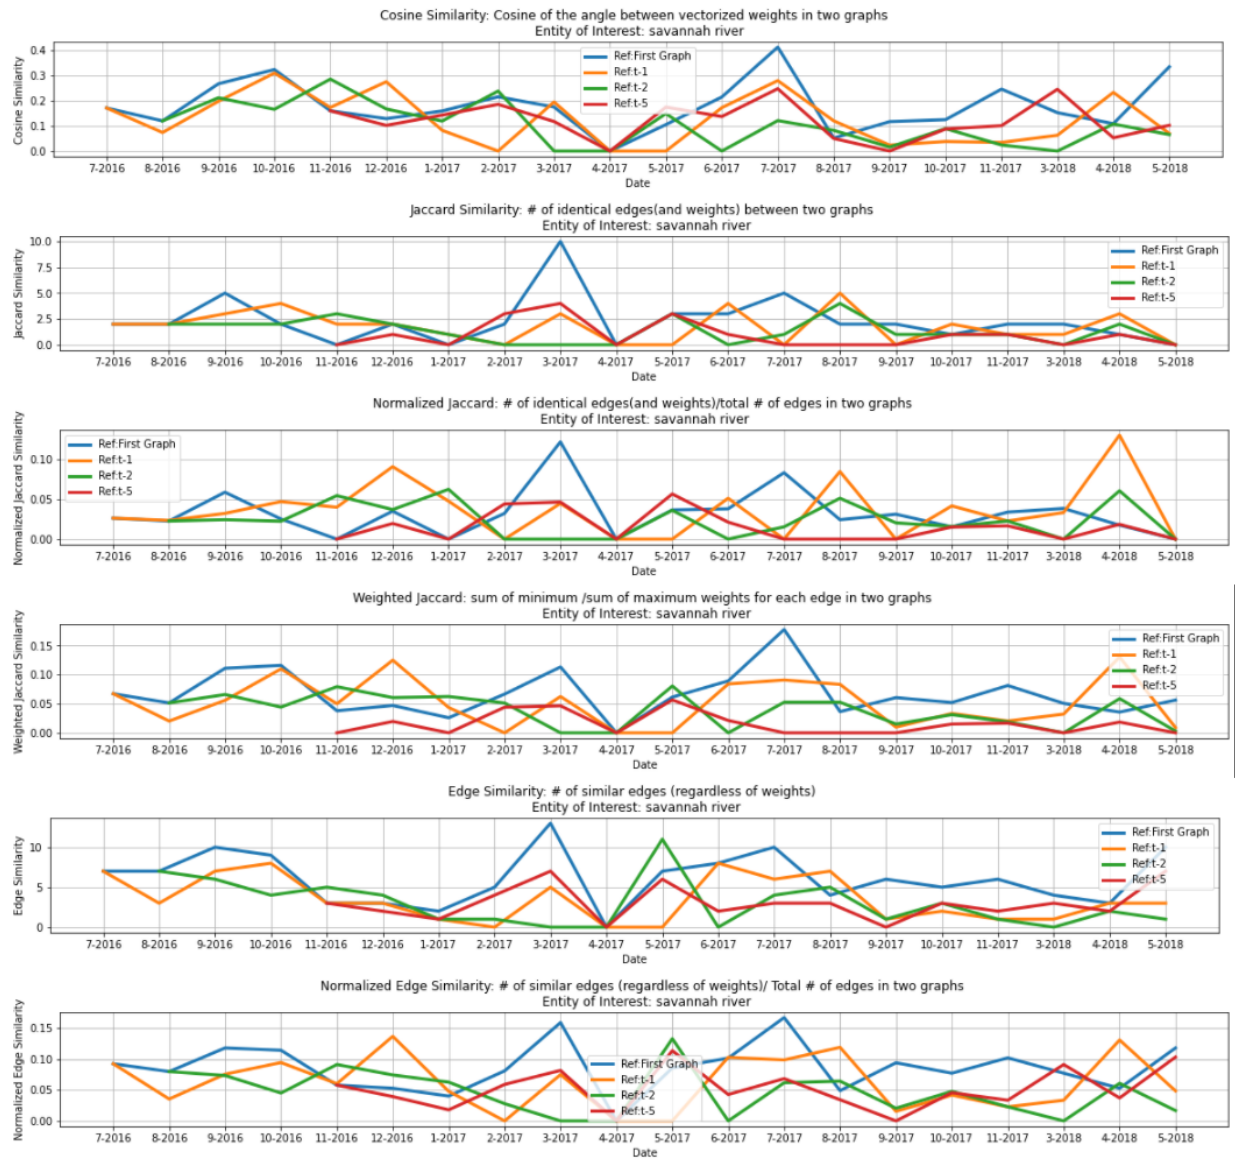 Cosine Similarity: Cosine of the angle between vectorized weights in two graphs
Entity of Interest: savannah river
Cosine Similarity
0.4
0.3
0.2
0.1
0.0
Ref:First Graph
Ref:t-1
Ref:t-2
Ref:t-5
7-2016 8-2016 9-2016 10-2016 11-2016 12-2016 1-2017 2-2017 3-2017 4-2017 5-2017 6-2017 7-2017 8-2017 9-2017 10-2017 11-2017 3-2018 4-2018 5-2018
Date
Jaccard Similarity: # of identical edges(and weights) between two graphs
Entity of Interest: savannah river
Jaccard Similarity
10.0
7.5
5.0
2.5
0.0
Ref:First Graph
Ref:t-1
Ref:t-2
Ref:t-5
7-2016 8-2016 9-2016 10-2016 11-2016 12-2016 1-2017 2-2017 3-2017 4-2017 5-2017 6-2017 7-2017 8-2017 9-2017 10-2017 11-2017 3-2018 4-2018 5-2018
Date
Normalized Jaccard: # of identical edges(and weights)/total # of edges in two graphs
Entity of Interest: savannah river
Normalized Jaccard Similarity
0.10
0.05
0.00
Ref:First Graph
Ref:t-1
Ref:t-2
Ref:t-5
7-2016 8-2016 9-2016 10-2016 11-2016 12-2016 1-2017 2-2017 3-2017 4-2017 5-2017 6-2017 7-2017 8-2017 9-2017 10-2017 11-2017 3-2018 4-2018 5-2018
Date
Weighted Jaccard: sum of minimum /sum of maximum weights for each edge in two graphs
Entity of Interest: savannah river
Weighted Jaccard Similarity
0.15
0.10
0.05
0.00
Ref:First Graph
Ref:t-1
Ref:t-2
Ref:t-5
7-2016 8-2016 9-2016 10-2016 11-2016 12-2016 1-2017 2-2017 3-2017 4-2017 5-2017 6-2017 7-2017 8-2017 9-2017 10-2017 11-2017 3-2018 4-2018 5-2018
Date
Edge Similarity: # of similar edges (regardless of weights)
Entity of Interest: savannah river
Edge Similarity
10
5
0
Ref:First Graph
Ref:t-1
Ref:t-2
Ref:t-5
7-2016 8-2016 9-2016 10-2016 11-2016 12-2016 1-2017 2-2017 3-2017 4-2017 5-2017 6-2017 7-2017 8-2017 9-2017 10-2017 11-2017 3-2018 4-2018 5-2018
Date
Normalized Edge Similarity: # of similar edges (regardless of weights)/ Total # of edges in two graphs
Entity of Interest: savannah river
Normalized Edge Similarity
0.15
0.10
0.05
0.00
Ref:First Graph
Ref:t-1
Ref:t-2
Ref:t-5
7-2016 8-2016 9-2016 10-2016 11-2016 12-2016 1-2017 2-2017 3-2017 4-2017 5-2017 6-2017 7-2017 8-2017 9-2017 10-2017 11-2017 3-2018 4-2018 5-2018
Date